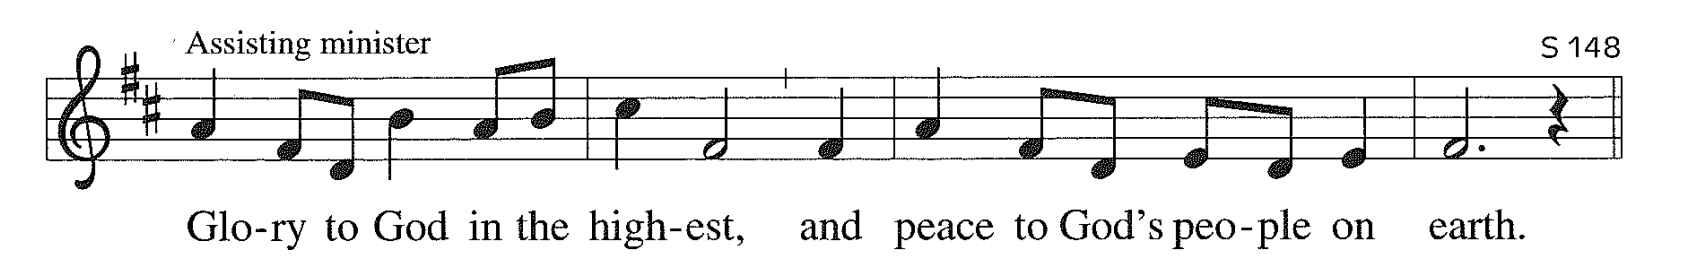 Assisting minister
S 148
Glo-ry to God in the high-est, and peace to God's peo-ple on earth.